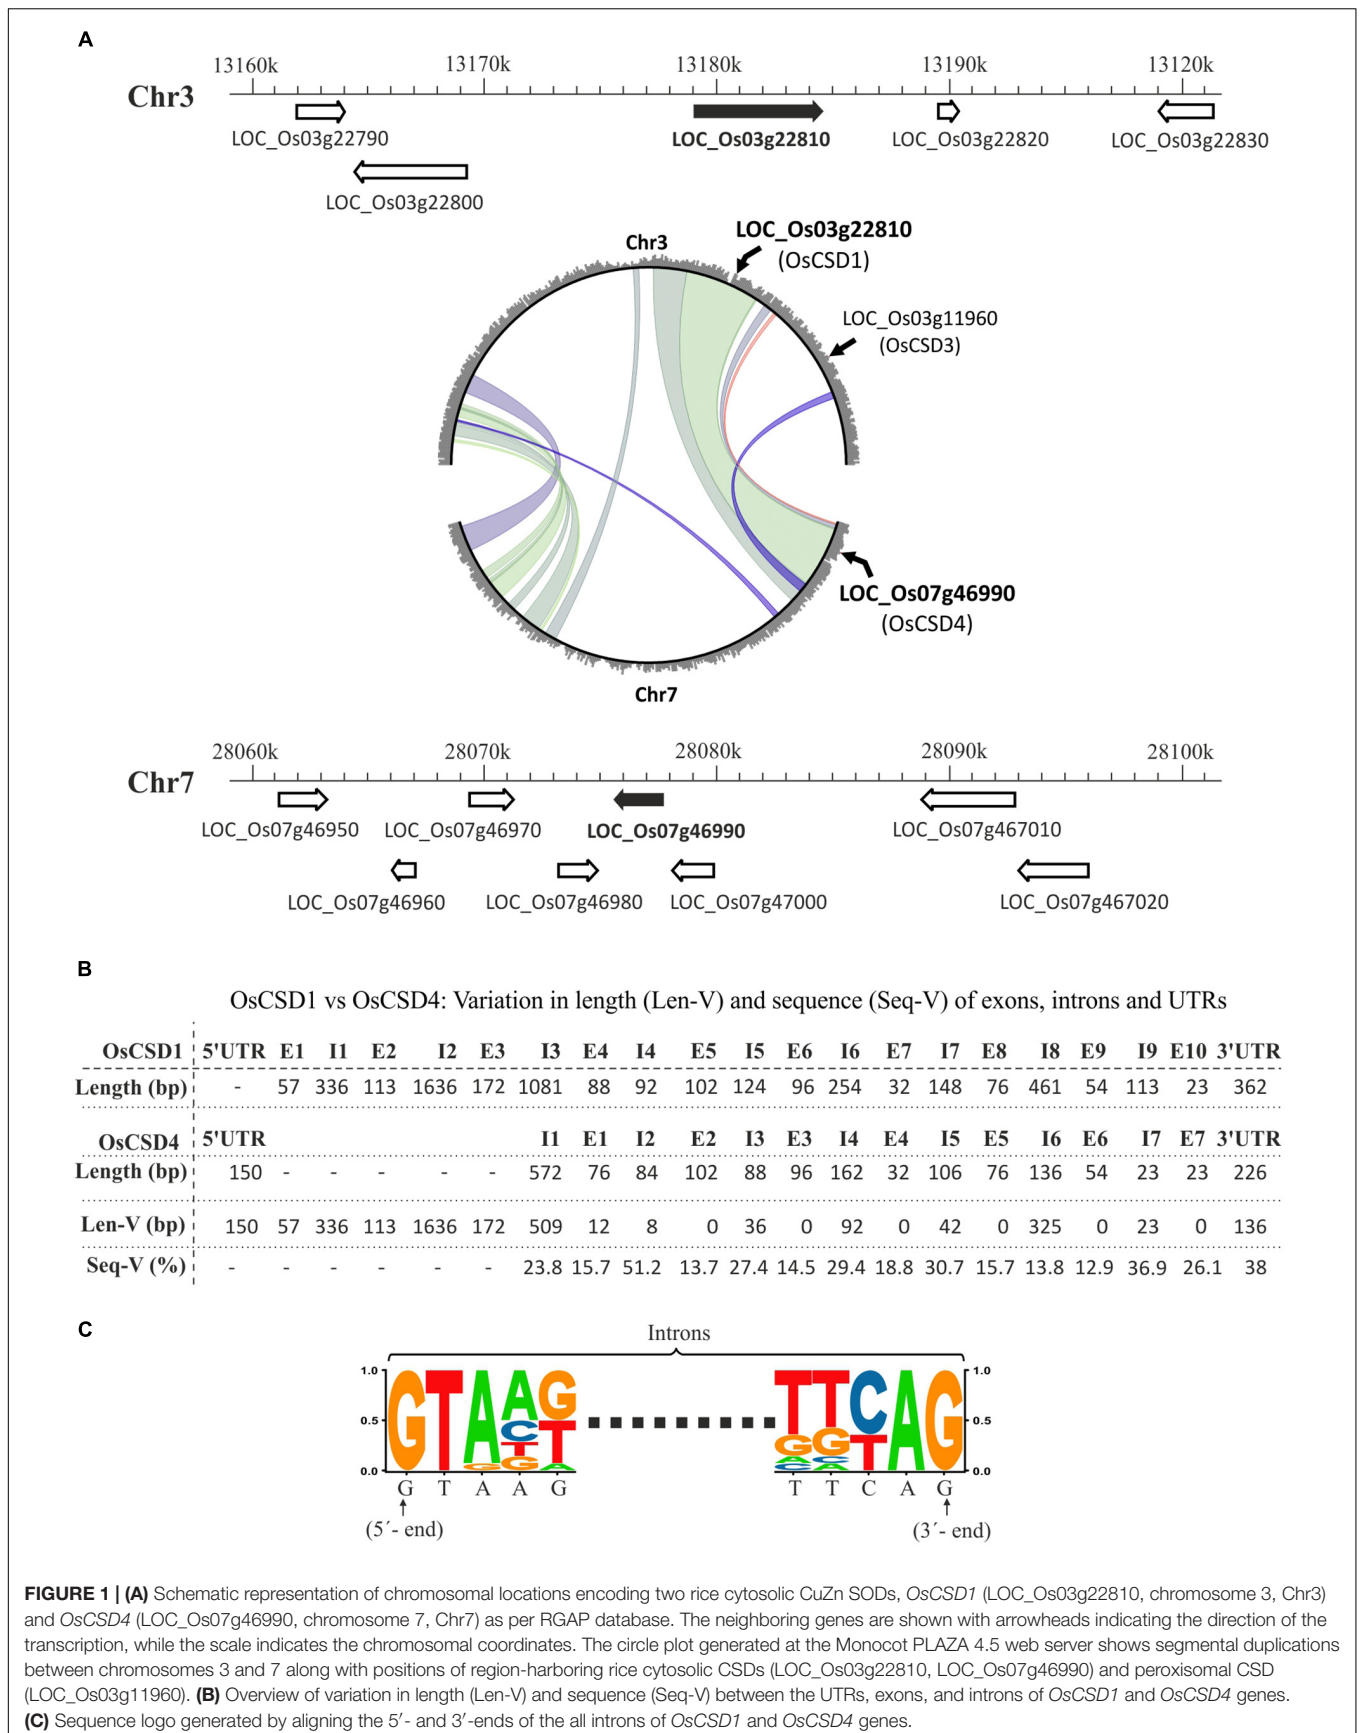 A
13160k 13170k 13180k 13190k 13120k
Chr3
LOC_Os03g22790 LOC_Os03g22810 LOC_Os03g22820 LOC_Os03g22830
LOC_Os03g22800
LOC_Os03g22810
(OsCSD1)
Chr3
LOC_Os03g11960
(OsCSD3)
LOC_Os07g46990
(OsCSD4)
Chr7
28060k 28070k 28080k 28090k 28100k
Chr7
LOC_Os07g46950 LOC_Os07g46970 LOC_Os07g46990 LOC_Os07g467010
LOC_Os07g46960 LOC_Os07g46980 LOC_Os07g47000 LOC_Os07g467020
B
OsCSD1 vs OsCSD4: Variation in length (Len-V) and sequence (Seq-V) of exons, introns and UTRs
OsCSD1 5'UTR E1 I1 E2 I2 E3 I3 E4 I4 E5 I5 E6 I6 E7 I7 E8 I8 E9 I9 E10 3'UTR
Length (bp) - 57 336 113 1636 172 1081 88 92 102 124 96 254 32 148 76 461 54 113 23 362
OsCSD4 5'UTR I1 E1 I2 E2 I3 E3 I4 E4 I5 E5 I6 E6 I7 E7 3'UTR
Length (bp) 150 - - - - - 572 76 84 102 88 96 162 32 106 76 136 54 23 23 226
Len-V (bp) 150 57 336 113 1636 172 509 12 8 0 36 0 92 0 42 0 325 0 23 0 136
Seq-V (%) - - - - - - 23.8 15.7 51.2 13.7 27.4 14.5 29.4 18.8 30.7 15.7 13.8 12.9 36.9 26.1 38
C
Introns
1.0 1.0
0.5 0.5
0.0 0.0
G T A A G T T C A G
(5´- end) (3´- end)
FIGURE 1 | (A) Schematic representation of chromosomal locations encoding two rice cytosolic CuZn SODs, OsCSD1 (LOC_Os03g22810, chromosome 3, Chr3)
and OsCSD4 (LOC_Os07g46990, chromosome 7, Chr7) as per RGAP database. The neighboring genes are shown with arrowheads indicating the direction of the
transcription, while the scale indicates the chromosomal coordinates. The circle plot generated at the Monocot PLAZA 4.5 web server shows segmental duplications
between chromosomes 3 and 7 along with positions of region-harboring rice cytosolic CSDs (LOC_Os03g22810, LOC_Os07g46990) and peroxisomal CSD
(LOC_Os03g11960). (B) Overview of variation in length (Len-V) and sequence (Seq-V) between the UTRs, exons, and introns of OsCSD1 and OsCSD4 genes.
(C) Sequence logo generated by aligning the 5′- and 3′-ends of the all introns of OsCSD1 and OsCSD4 genes.